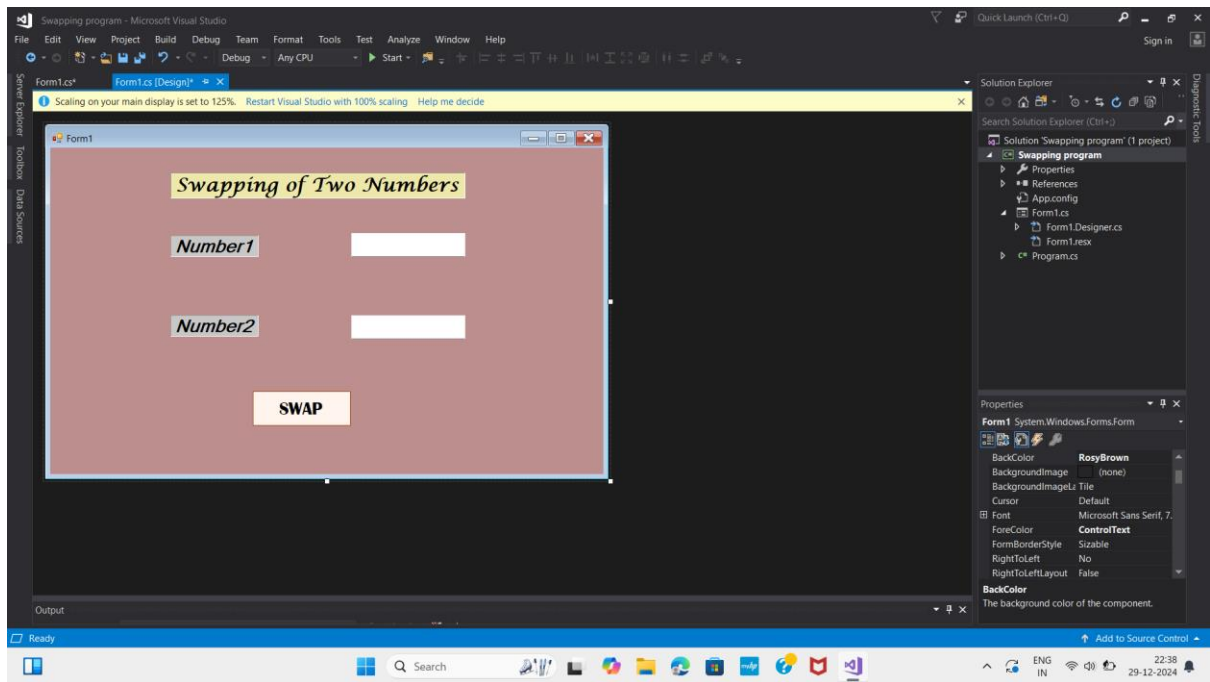 Swapping program - Microsoft Visual Studio
Quick Launch (Ctrl+Q)
File Edit View Project Build Debug Team Format Tools Test Analyze Window Help
Sign in
Debug Any CPU Start
Form1.cs* Form1.cs [Design]*
Scaling on your main display is set to 125%. Restart Visual Studio with 100% scaling Help me decide
Server Explorer
Toolbox
Data Sources
Form1
Swapping of Two Numbers
Number1
Number2
SWAP
Solution Explorer
Search Solution Explorer (Ctrl+;)
Solution 'Swapping program' (1 project)
Swapping program
Properties
References
App.config
Form1.cs
Form1.Designer.cs
Form1.resx
Program.cs
Diagnostic Tools
Properties
Form1 System.Windows.Forms.Form
BackColor RosyBrown
BackgroundImage (none)
BackgroundImageLa Tile
Cursor Default
Font Microsoft Sans Serif, 7.
ForeColor ControlText
FormBorderStyle Sizable
RightToLeft No
RightToLeftLayout False
BackColor
The background color of the component.
Output
Ready
Add to Source Control
Search
ENG
IN
22:38
29-12-2024